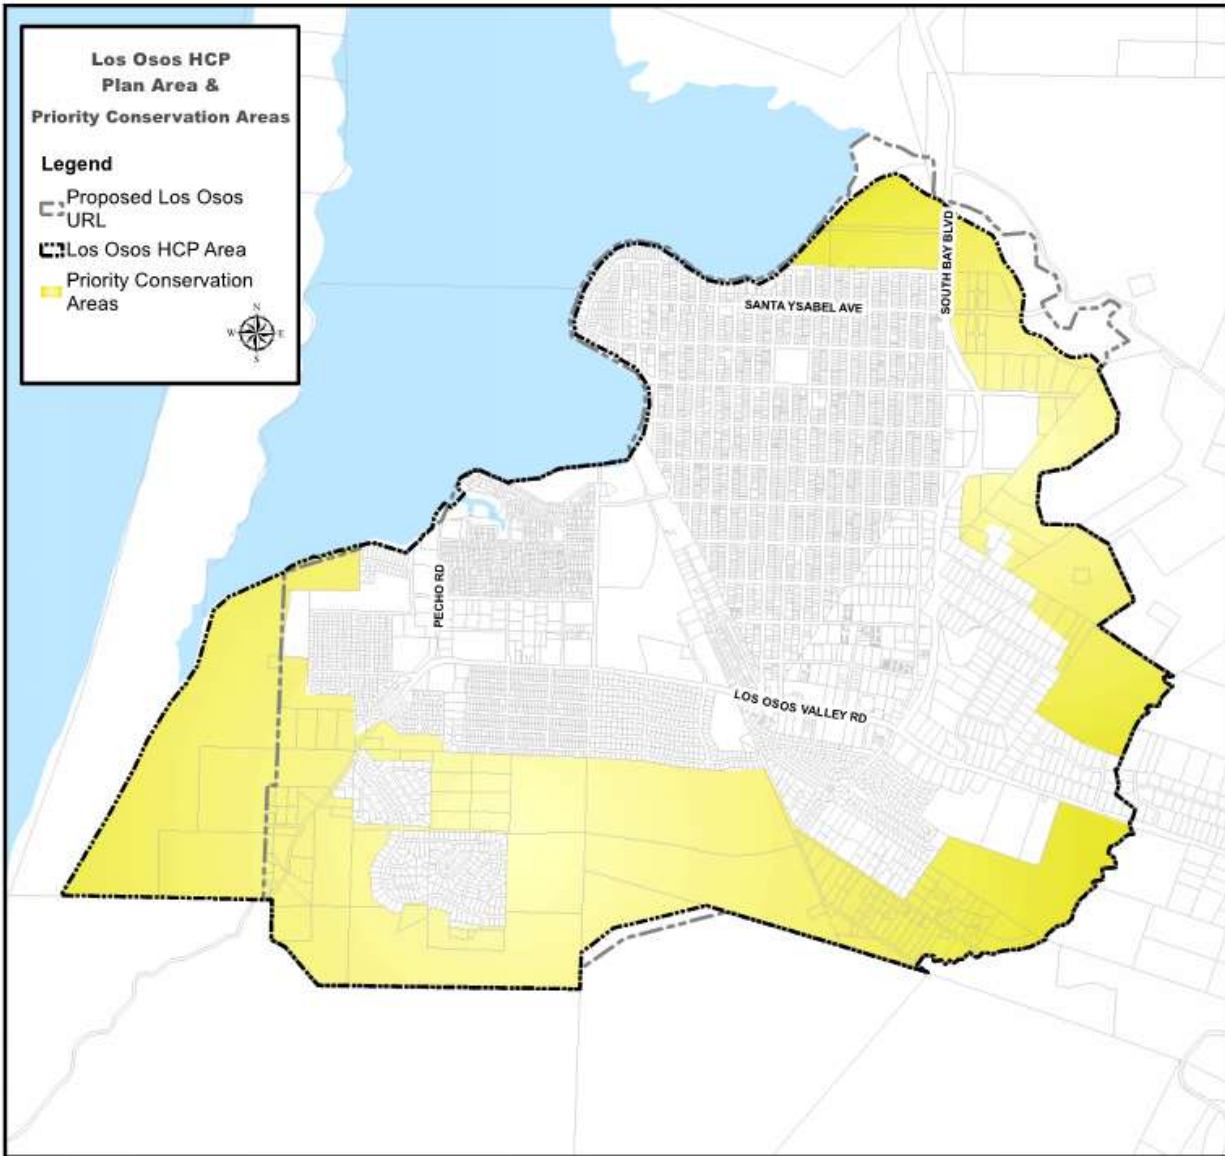 Los Osos HCP
Plan Area &
Priority Conservation Areas
Legend
Proposed Los Osos
URL
Los Osos HCP Area
Priority Conservation
Areas
N
W E
S
SANTA YSABEL AVE
SOUTH BAY BLVD
PECHO RD
LOS OSOS VALLEY RD